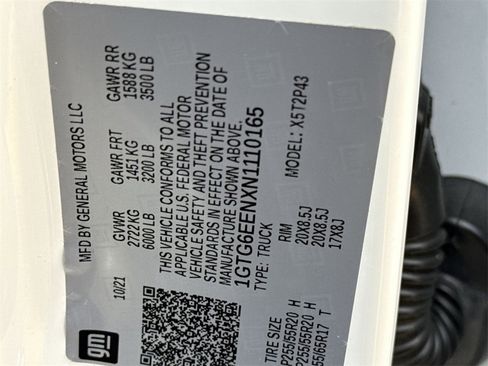 gm
MFD BY GENERAL MOTORS LLC
10/21 GVWR GAWR FRT GAWR RR
2722KG 1451 KG 1588 KG
6000 LB 3200 LB 3500 LB
THIS VEHICLE CONFORMS TO ALL
APPLICABLE U.S. FEDERAL MOTOR
VEHICLE SAFETY AND THEFT PREVENTION
STANDARDS IN EFFECT ON THE DATE OF
MANUFACTURE SHOWN ABOVE.
1GTG6EENXN1110165
TYPE: TRUCK MODEL: X5T2P43
TIRE SIZE RIM
P255/55R20 H 20X8.5J
P255/55R20 H 20X8.5J
55/65R17 T 17X8J